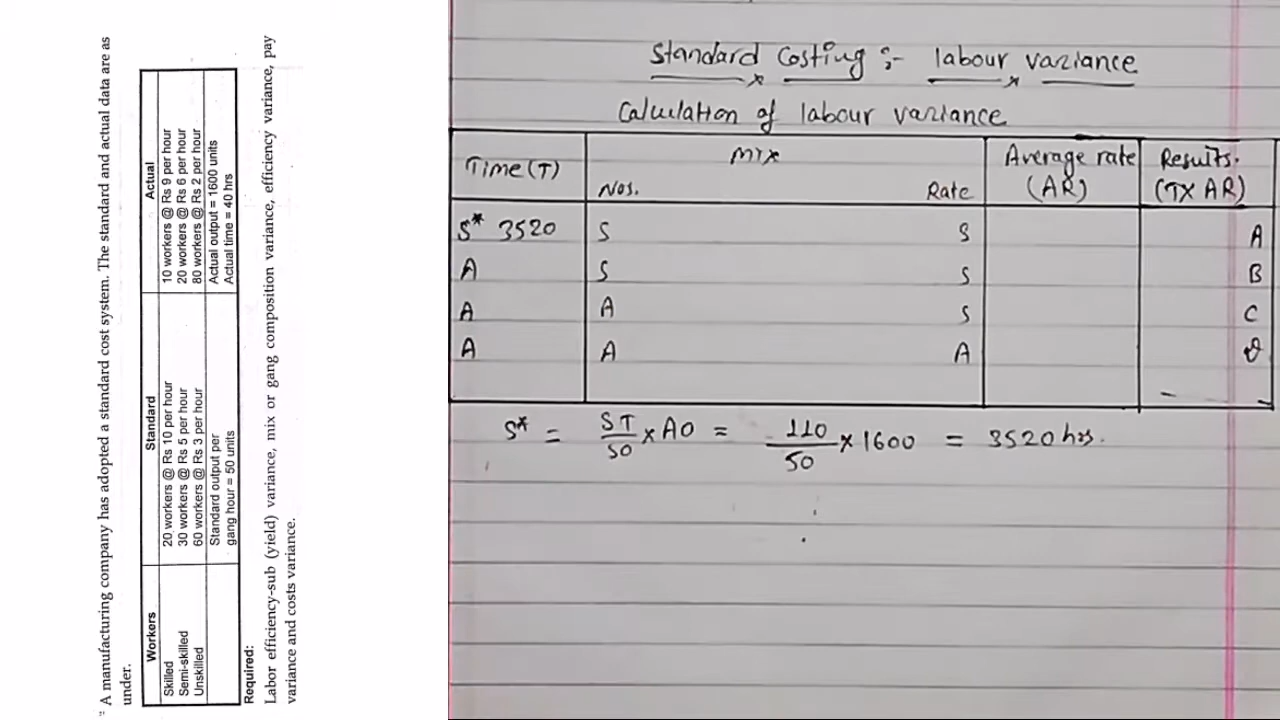 A manufacturing company has adopted a standard cost system. The standard and actual data are as
under.
Workers Standard Actual
Skilled 20 workers @ Rs 10 per hour 10 workers @ Rs 9 per hour
Semi-skilled 30 workers @ Rs 5 per hour 20 workers @ Rs 6 per hour
Unskilled 60 workers @ Rs 3 per hour 80 workers @ Rs 2 per hour
Standard output per Actual output = 1600 units
gang hour = 50 units Actual time = 40 hrs
Required:
Labor efficiency-sub (yield) variance, mix or gang composition variance, efficiency variance, pay
variance and costs variance.
Standard Costing :- labour variance
Calculation of labour variance
Time (T) Mix Average rate Results.
Nos. Rate (AR) (TX AR)
S* 3520 S S A
A S S B
A A S C
A A A D
S* = ST/50 x AO = 110/50 x 1600 = 3520 hrs.